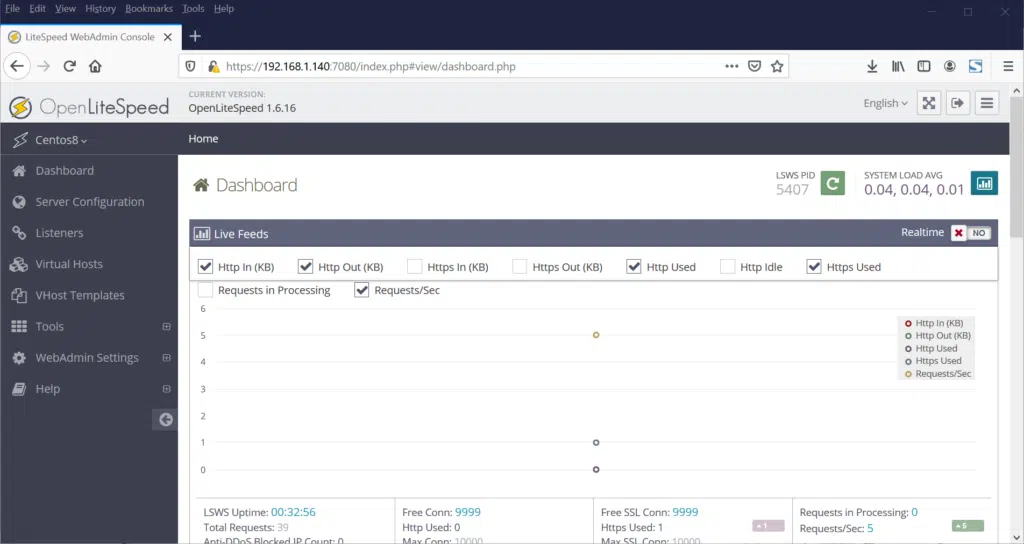 File Edit View History Bookmarks Tools Help
LiteSpeed WebAdmin Console
https://192.168.1.140:7080/index.php#view/dashboard.php
OpenLiteSpeed
CURRENT VERSION:
OpenLiteSpeed 1.6.16
English
Centos8
Home
Dashboard
Server Configuration
Listeners
Virtual Hosts
VHost Templates
Tools
WebAdmin Settings
Help
Dashboard
LSWS PID
5407
SYSTEM LOAD AVG
0.04, 0.04, 0.01
Live Feeds
Realtime NO
Http In (KB) Http Out (KB) Https In (KB) Https Out (KB) Http Used Http Idle Https Used
Requests in Processing Requests/Sec
6
5
4
3
2
1
0
Http In (KB)
Http Out (KB)
Http Used
Https Used
Requests/Sec
LSWS Uptime: 00:32:56
Total Requests: 39
Anti-DDoS Blocked IP Count: 0
Free Conn: 9999
Http Used: 0
Max Conn: 10000
Free SSL Conn: 9999
Https Used: 1
1
Max SSL Conn: 10000
Requests in Processing: 0
Requests/Sec: 5
5